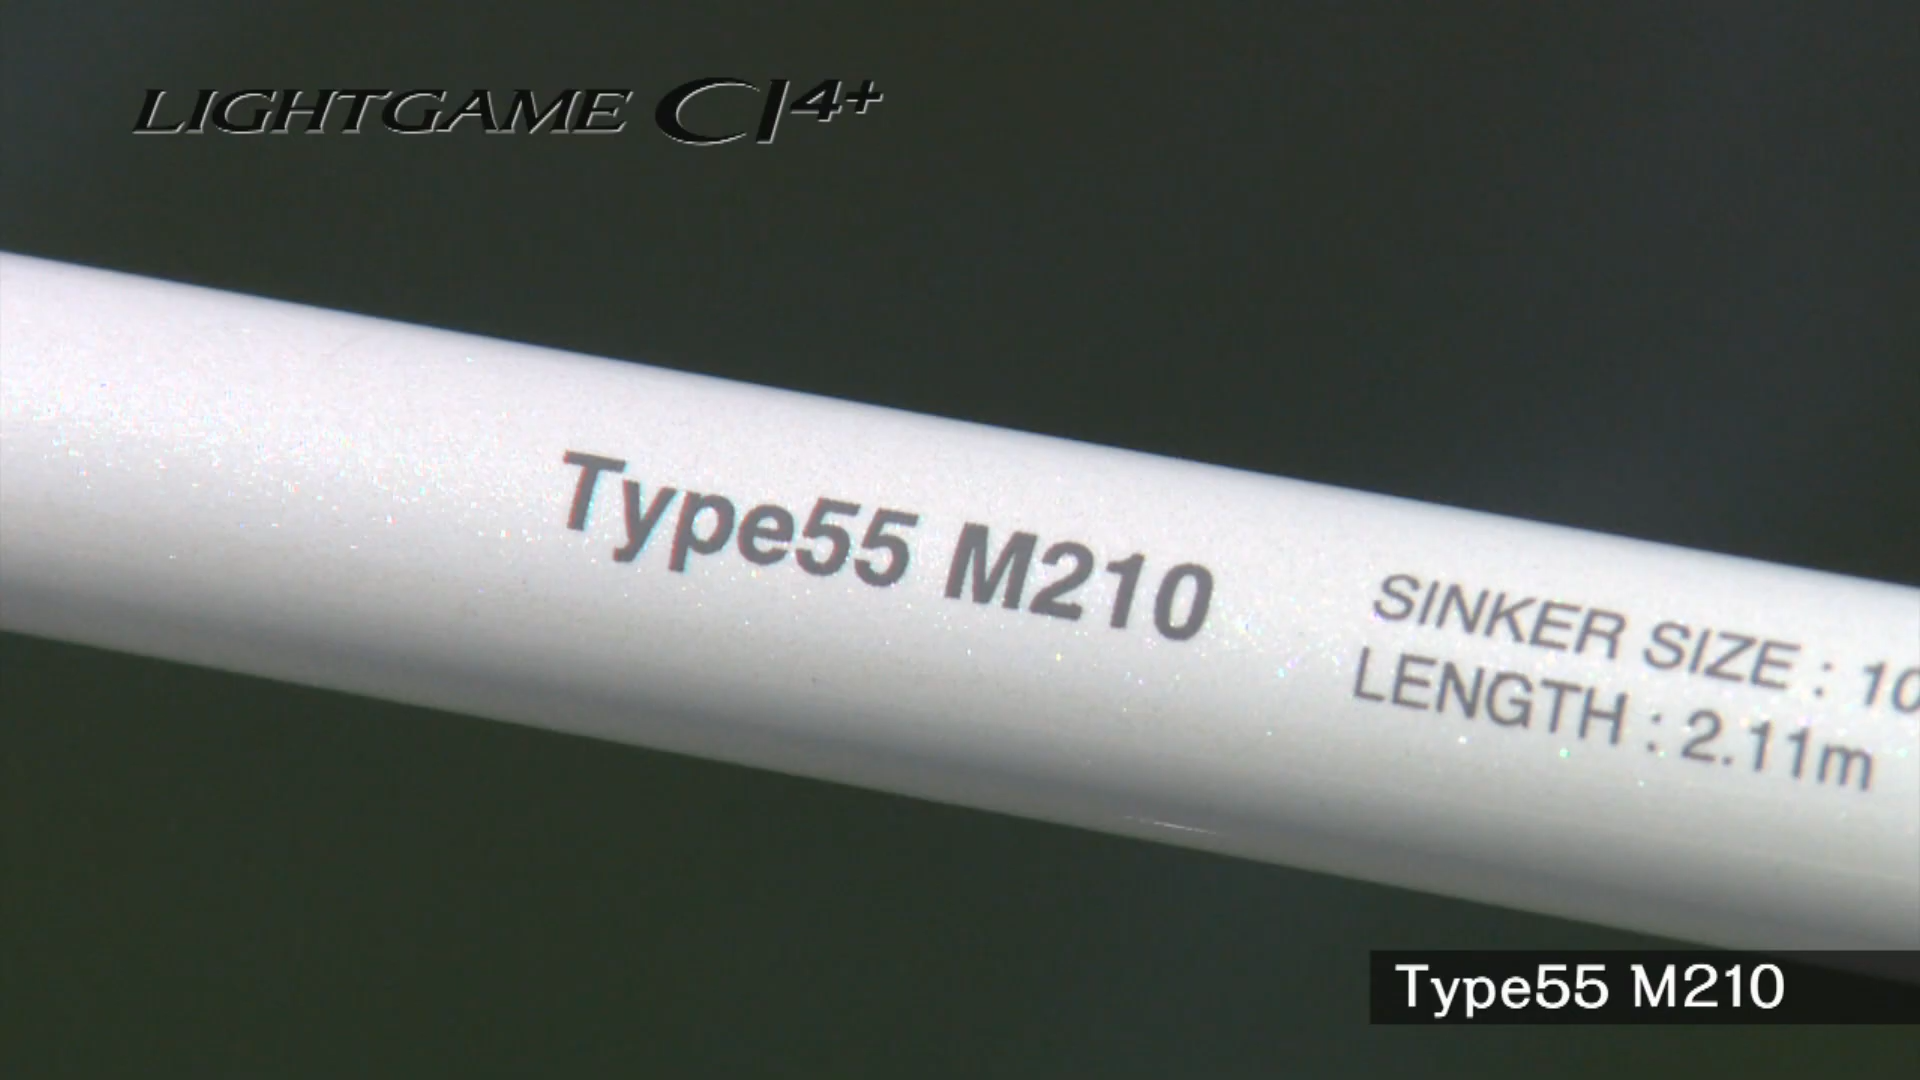 LIGHTGAME CI4+
Type55 M210
SINKER SIZE : 10
LENGTH : 2.11m
Type55 M210